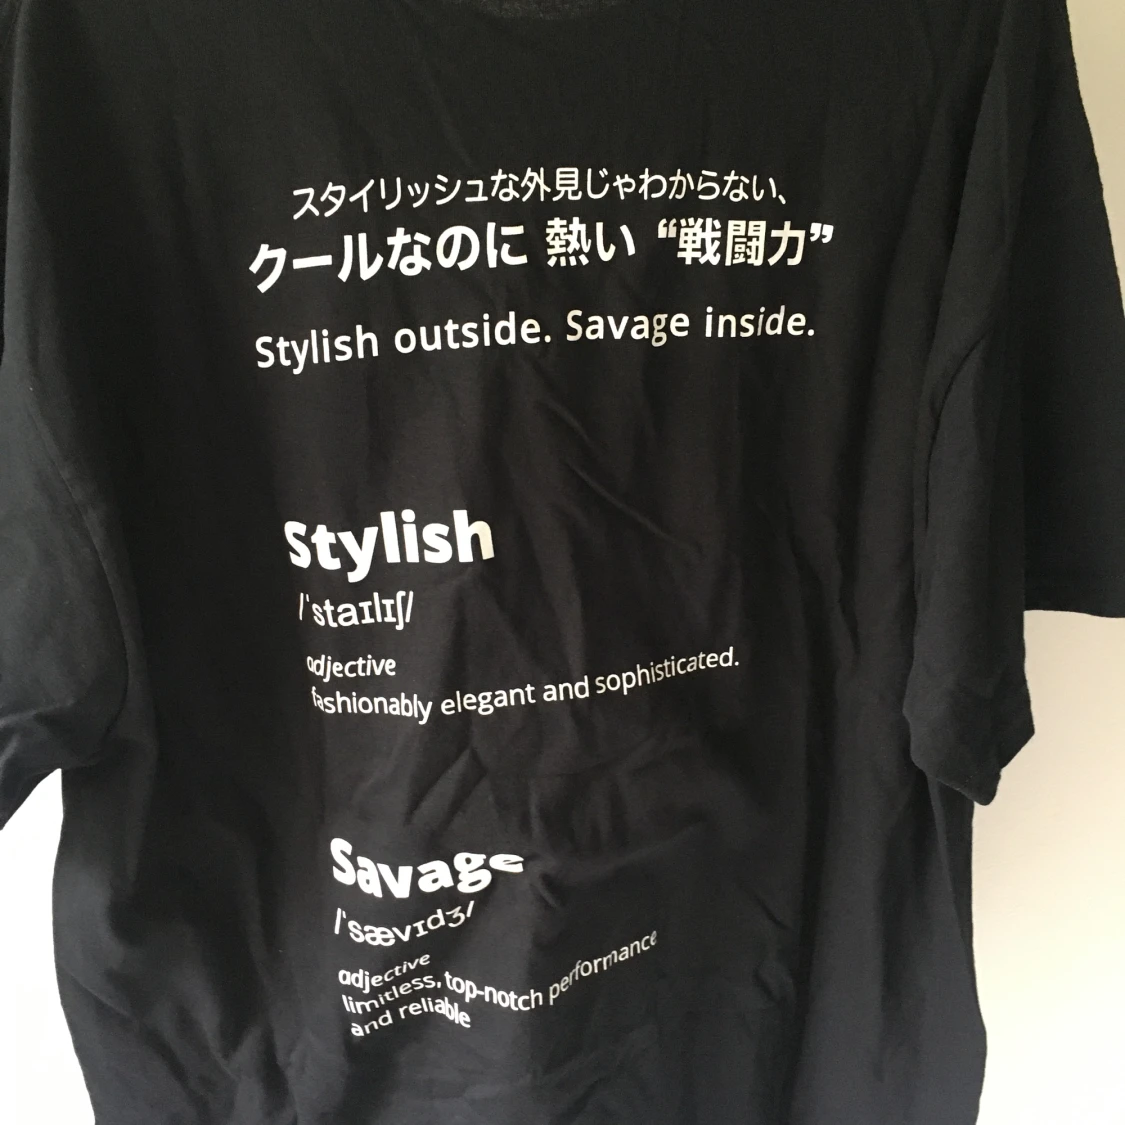 スタイリッシュな外見じゃわからない、
クールなのに 熱い “戦闘力”
Stylish outside. Savage inside.
Stylish
/ˈstaɪlɪʃ/
adjective
fashionably elegant and sophisticated.
Savage
/ˈsævɪdʒ/
adjective
limitless, top-notch performance
and reliable